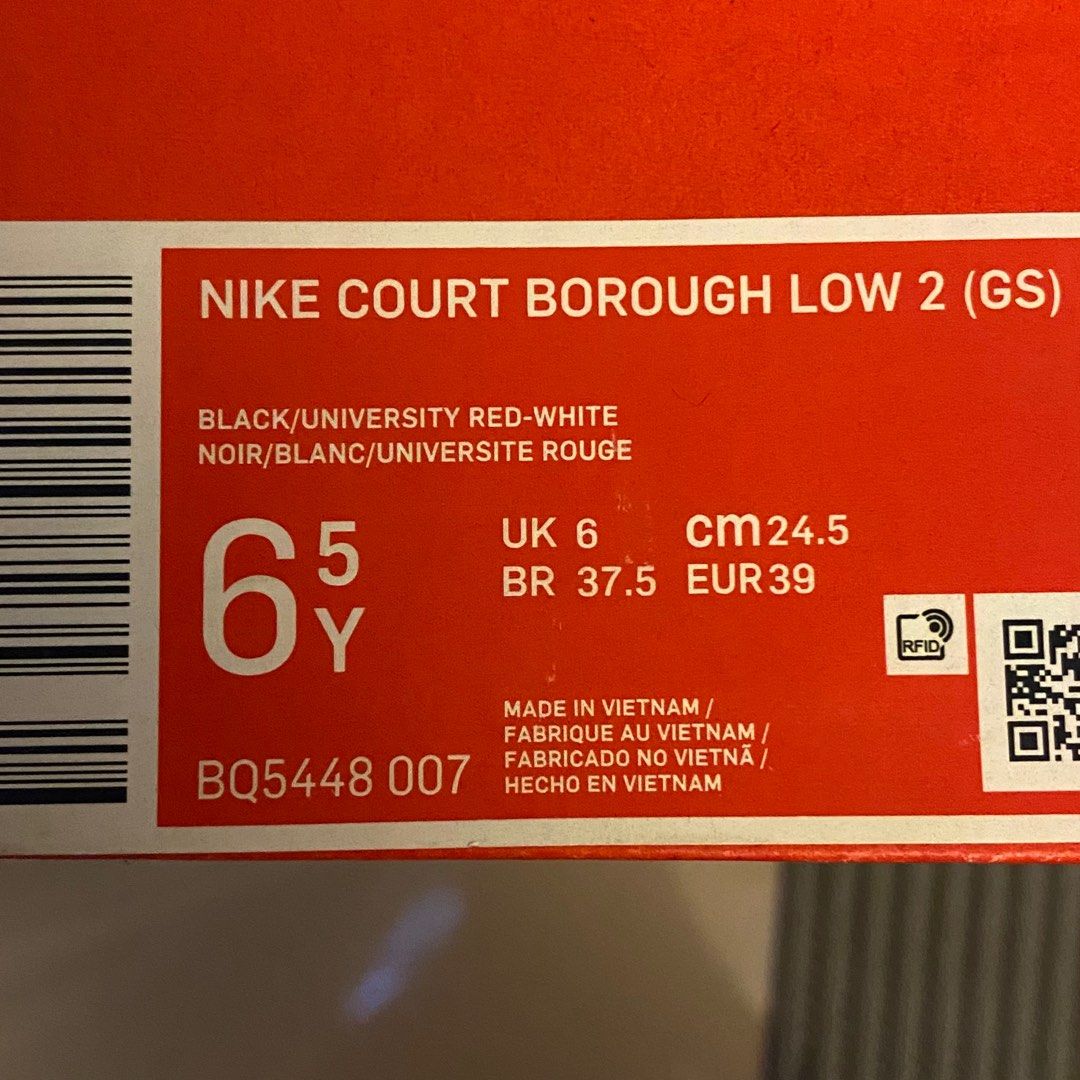 NIKE COURT BOROUGH LOW 2 (GS)
BLACK/UNIVERSITY RED-WHITE
NOIR/BLANC/UNIVERSITE ROUGE
6 5 Y
UK 6 cm 24.5
BR 37.5 EUR 39
RFID
MADE IN VIETNAM /
FABRIQUE AU VIETNAM /
FABRICADO NO VIETNÃ /
HECHO EN VIETNAM
BQ5448 007